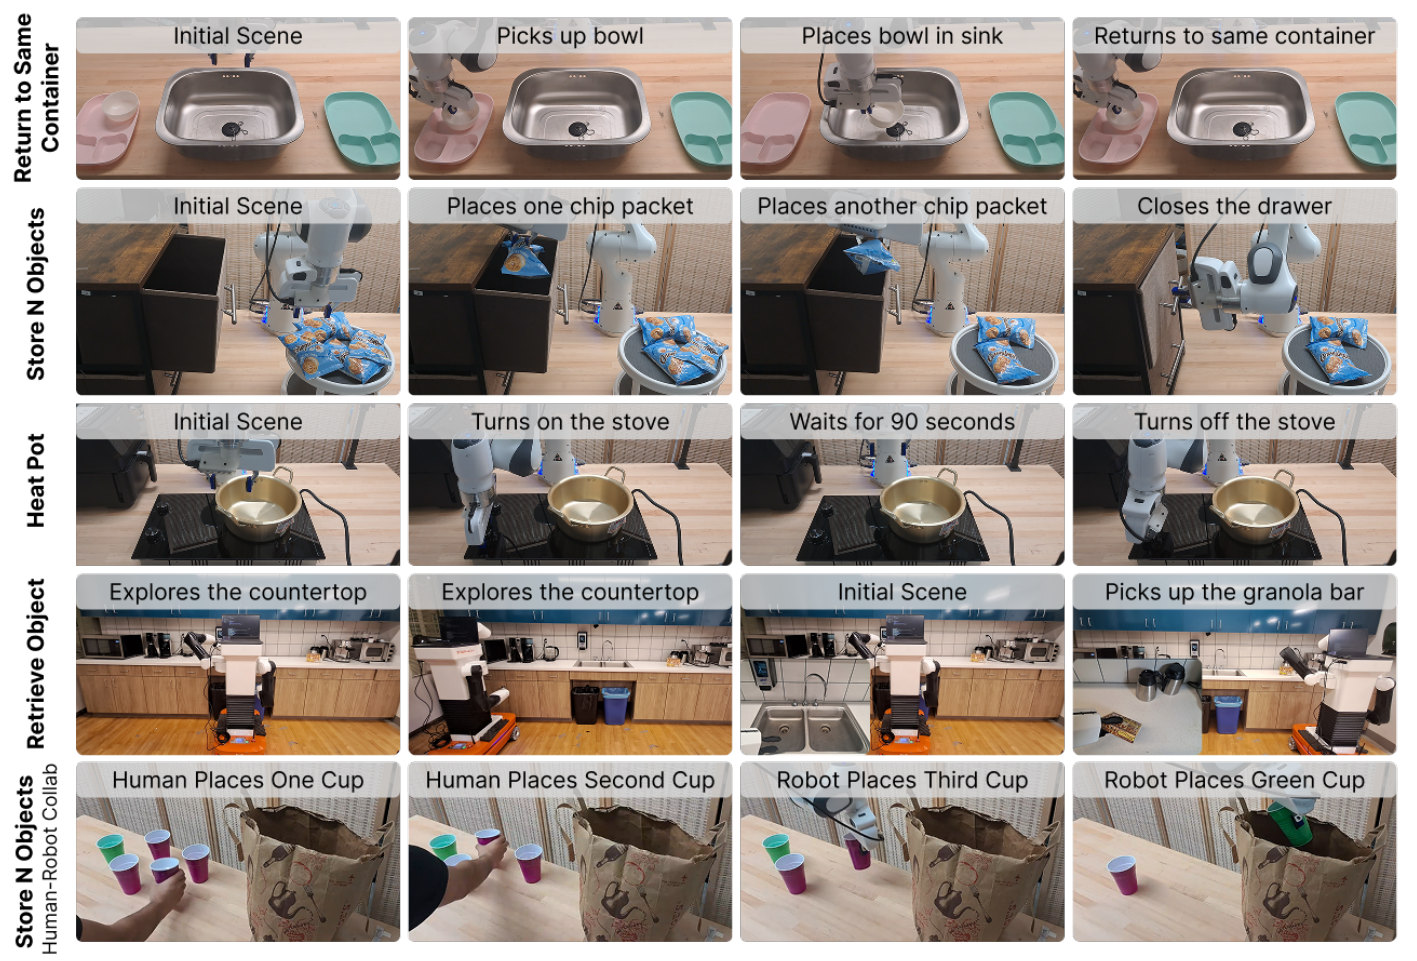 Return to Same
Container
Initial Scene
Picks up bowl
Places bowl in sink
Returns to same container
Store N Objects
Initial Scene
Places one chip packet
Places another chip packet
Closes the drawer
Heat Pot
Initial Scene
Turns on the stove
Waits for 90 seconds
Turns off the stove
Retrieve Object
Explores the countertop
Explores the countertop
Initial Scene
Picks up the granola bar
Store N Objects
Human-Robot Collab
Human Places One Cup
Human Places Second Cup
Robot Places Third Cup
Robot Places Green Cup